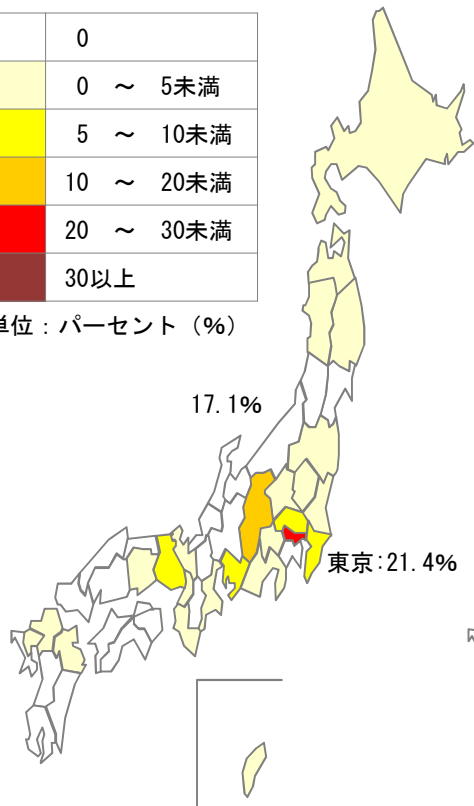 0
0 ～ 5未満
5 ～ 10未満
10 ～ 20未満
20 ～ 30未満
30以上
単位：パーセント（%）
17.1%
東京:21.4%